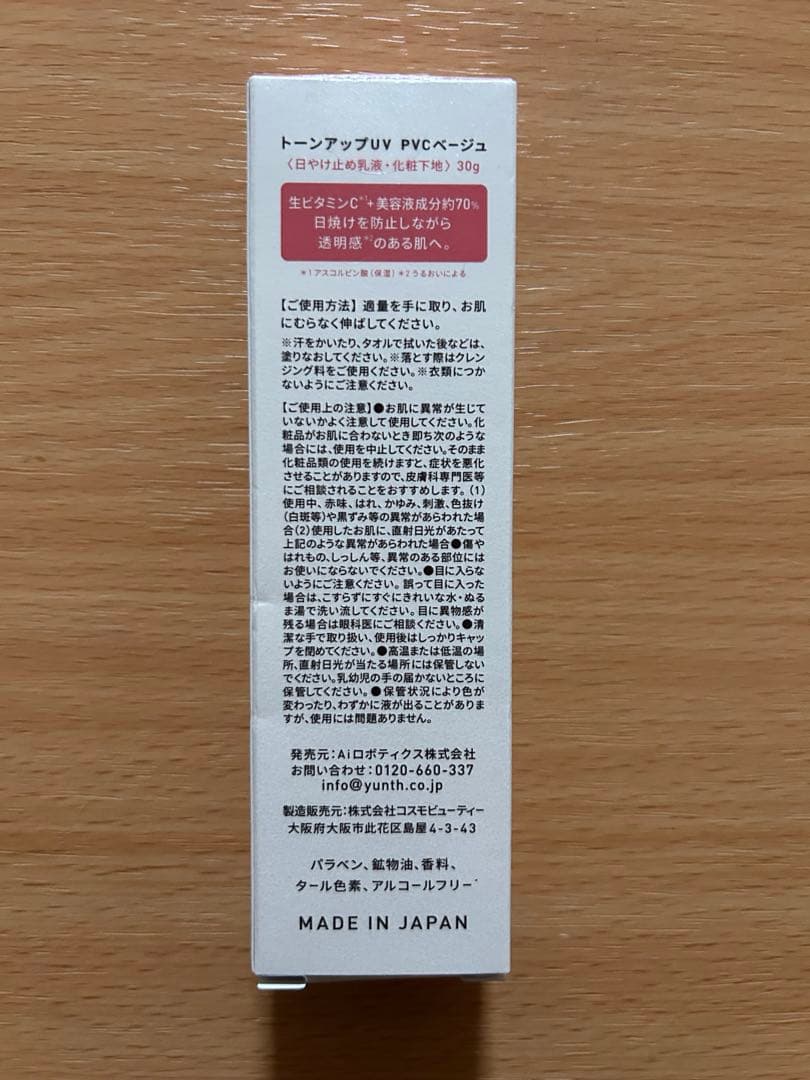 トーンアップUV PVCベージュ
〈日やけ止め乳液・化粧下地〉30g
生ビタミンC*1+美容液成分約70%
日焼けを防止しながら
透明感*2のある肌へ。
*1 アスコルビン酸(保湿) *2 うるおいによる
【ご使用方法】適量を手に取り、お肌
にむらなく伸ばしてください。
※汗をかいたり、タオルで拭いた後などは、
塗りなおしてください。※落とす際はクレン
ジング料をご使用ください。※衣類につか
ないようにご注意ください。
【ご使用上の注意】●お肌に異常が生じて
いないかよく注意して使用してください。化
粧品がお肌に合わないとき即ち次のような
場合には、使用を中止してください。そのまま
化粧品類の使用を続けますと、症状を悪化
させることがありますので、皮膚科専門医等
にご相談されることをおすすめします。(1)
使用中、赤味、はれ、かゆみ、刺激、色抜け
(白斑等)や黒ずみ等の異常があらわれた場
合(2)使用したお肌に、直射日光があたって
上記のような異常があらわれた場合●傷や
はれもの、しっしん等、異常のある部位には
お使いにならないでください。●目に入らな
いようにご注意ください。誤って目に入った
場合は、こすらずにすぐにきれいな水・ぬる
ま湯で洗い流してください。目に異物感が
残る場合は眼科医にご相談ください。●清
潔な手で取り扱い、使用後はしっかりキャッ
プを閉めてください。●高温または低温の場
所、直射日光が当たる場所には保管しない
でください。乳幼児の手の届かないところに
保管してください。●保管状況により色が
変わったり、わずかに液が出ることがありま
すが、使用には問題ありません。
発売元:Aiロボティクス株式会社
お問い合わせ:0120-660-337
info@yunth.co.jp
製造販売元:株式会社コスモビューティー
大阪府大阪市此花区島屋4-3-43
パラベン、鉱物油、香料、
タール色素、アルコールフリー*
MADE IN JAPAN